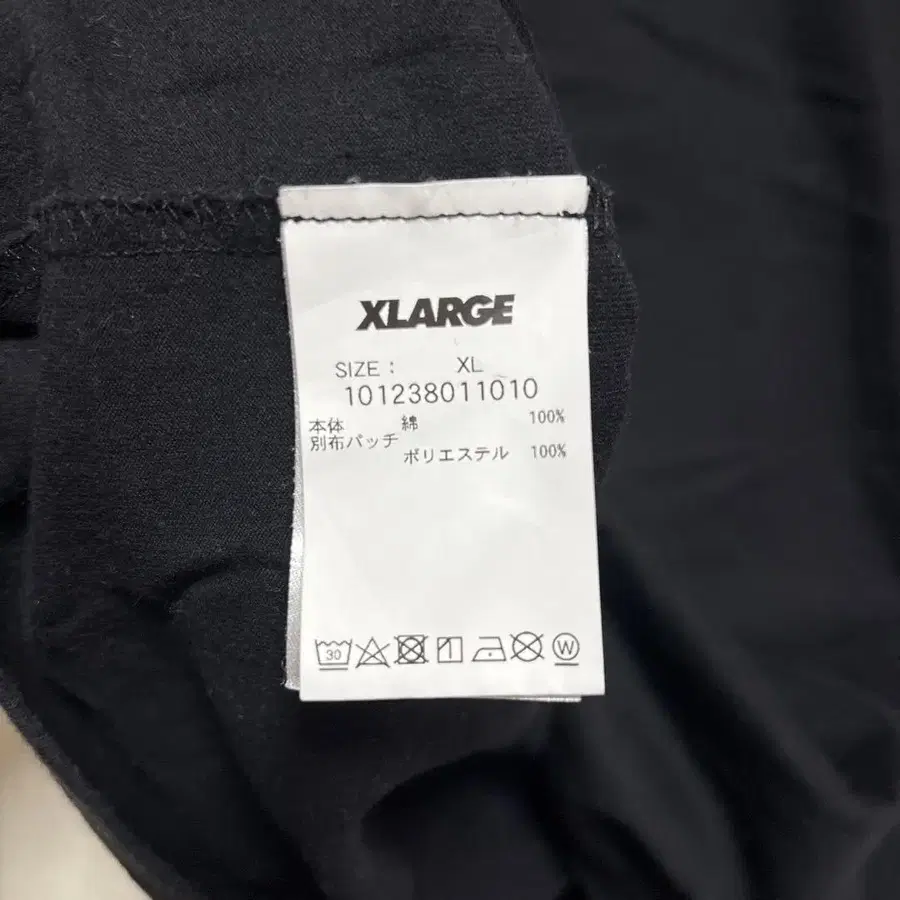 XLARGE
SIZE : XL
101238011010
本体 綿 100%
別布パッチ
ポリエステル 100%
30 W